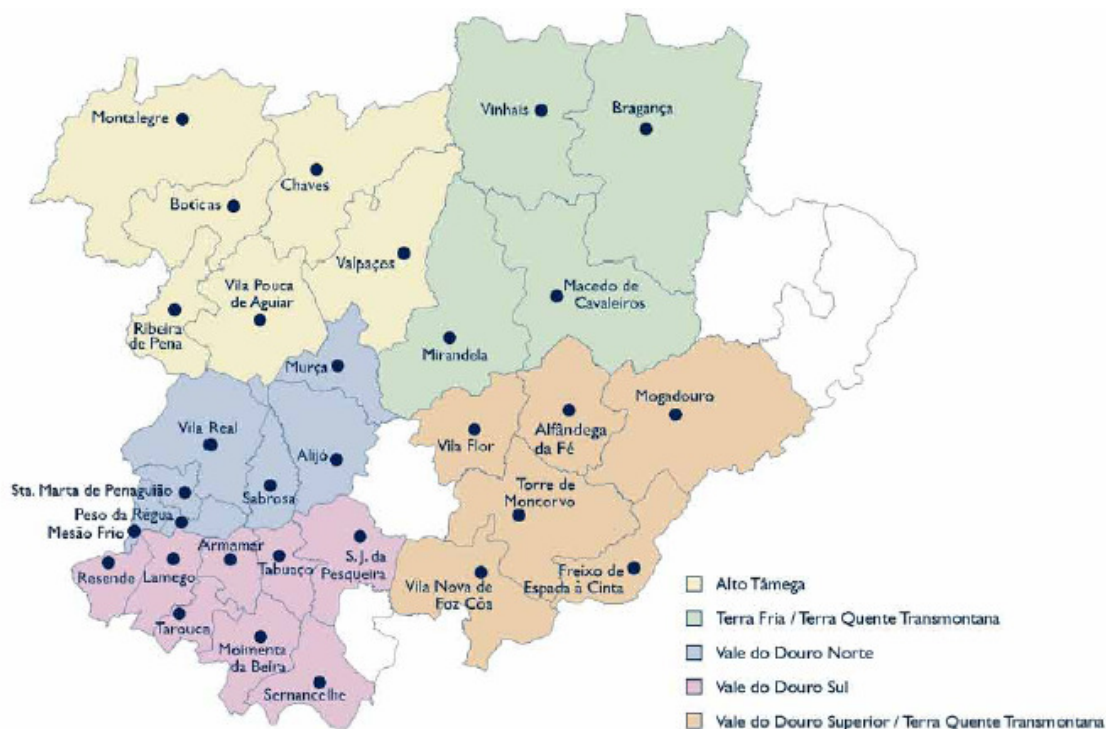 Montalegre
Vinhais
Bragança
Chaves
Boticas
Valpaços
Vila Pouca
de Aguiar
Macedo de
Cavaleiros
Ribeira
de Pena
Mirandela
Murça
Mogadouro
Vila Real
Vila Flor
Alfândega
da Fé
Alijó
Sta. Marta de Penaguião
Sabrosa
Torre de
Moncorvo
Peso da Régua
Mesão Frio
Armamar
S. J. da
Pesqueira
Resende
Lamego
Tabuaço
Vila Nova de
Foz Côa
Freixo de
Espada à Cinta
Tarouca
Moimenta
da Beira
Sernancelhe
Alto Tâmega
Terra Fria / Terra Quente Transmontana
Vale do Douro Norte
Vale do Douro Sul
Vale do Douro Superior / Terra Quente Transmontana